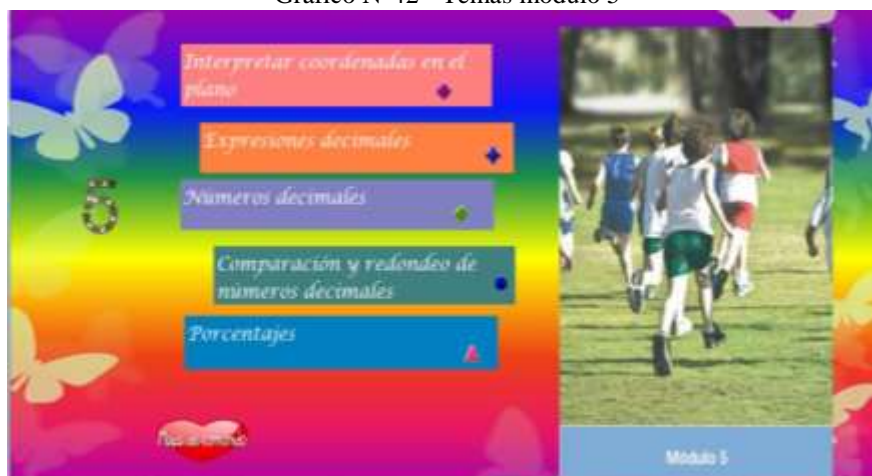 Gráfico Nº 42 Temas módulo 5
Interpretar coordenadas en el
plano
Expresiones decimales
Números decimales
Comparación y redondeo de
números decimales
Porcentajes
5
Módulo 5